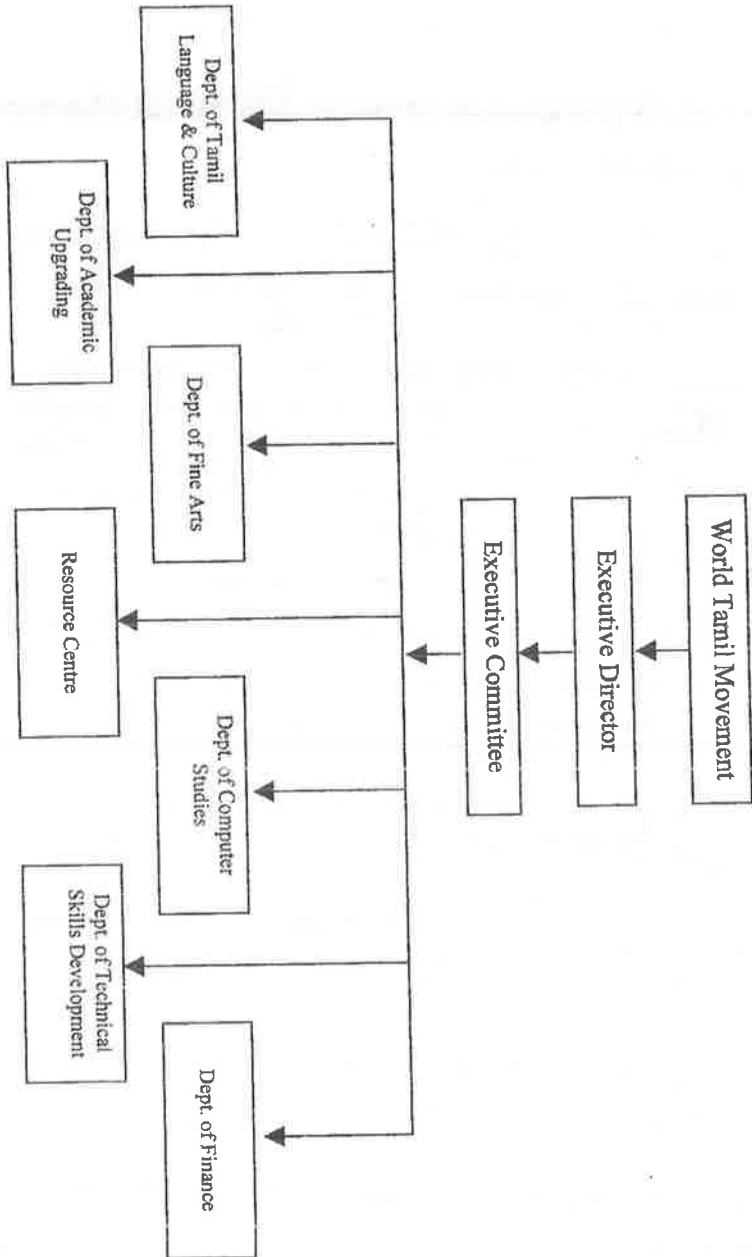 World Tamil Movement
Executive Director
Executive Committee
Dept. of Tamil
Language & Culture
Dept. of Academic
Upgrading
Dept. of Fine Arts
Resource Centre
Dept. of Computer
Studies
Dept. of Technical
Skills Development
Dept. of Finance